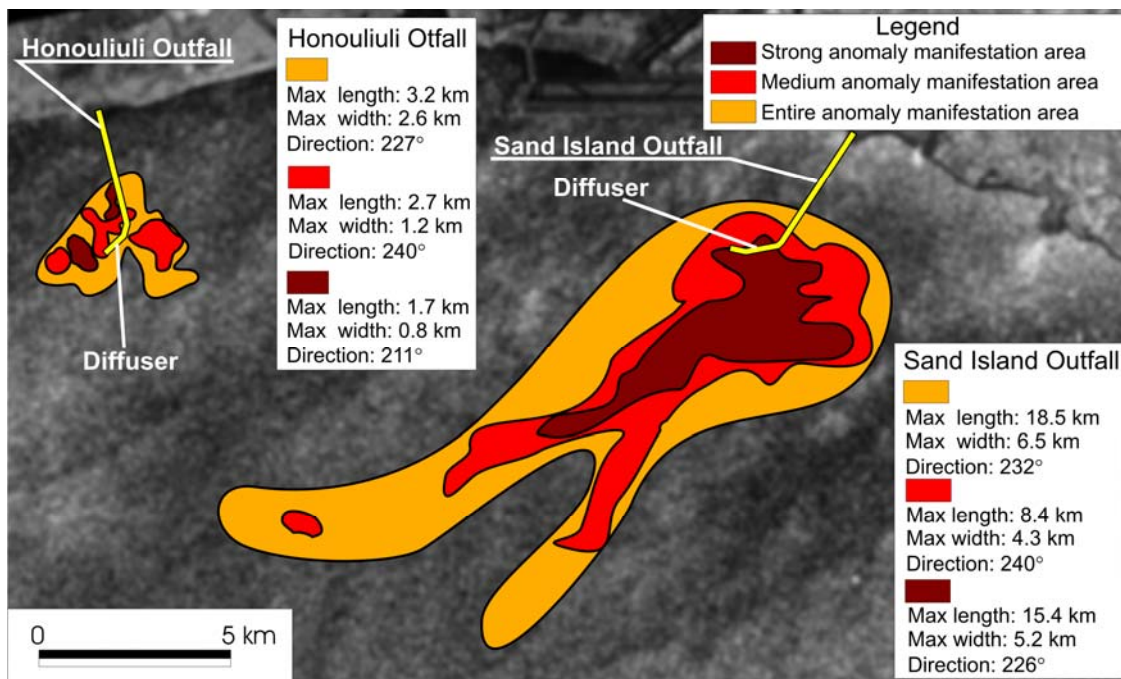 Honouliuli Outfall
Diffuser
Honouliuli Otfall
Max length: 3.2 km
Max width: 2.6 km
Direction: 227°
Max length: 2.7 km
Max width: 1.2 km
Direction: 240°
Max length: 1.7 km
Max width: 0.8 km
Direction: 211°
Legend
Strong anomaly manifestation area
Medium anomaly manifestation area
Entire anomaly manifestation area
Sand Island Outfall
Diffuser
Sand Island Outfall
Max length: 18.5 km
Max width: 6.5 km
Direction: 232°
Max length: 8.4 km
Max width: 4.3 km
Direction: 240°
Max length: 15.4 km
Max width: 5.2 km
Direction: 226°
0 5 km